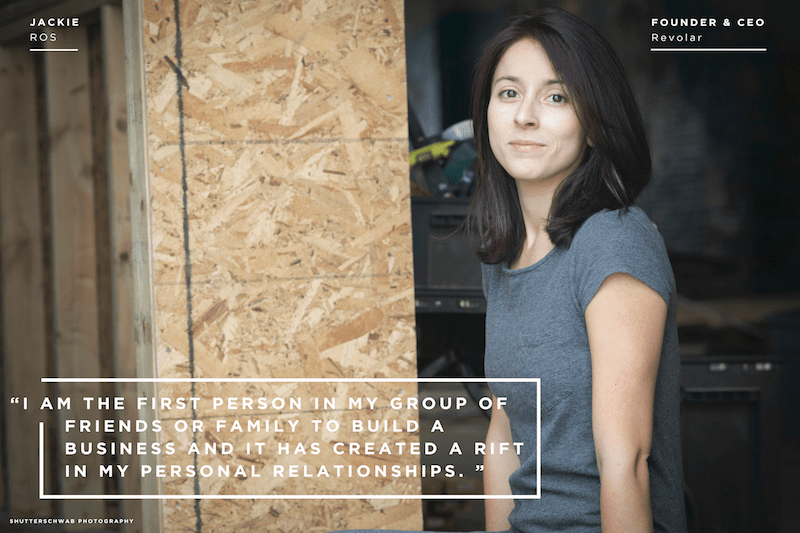 JACKIE
ROS
FOUNDER & CEO
Revolar
“I AM THE FIRST PERSON IN MY GROUP OF
FRIENDS OR FAMILY TO BUILD A
BUSINESS AND IT HAS CREATED A RIFT
IN MY PERSONAL RELATIONSHIPS. ”
SHUTTERSCHWAB PHOTOGRAPHY